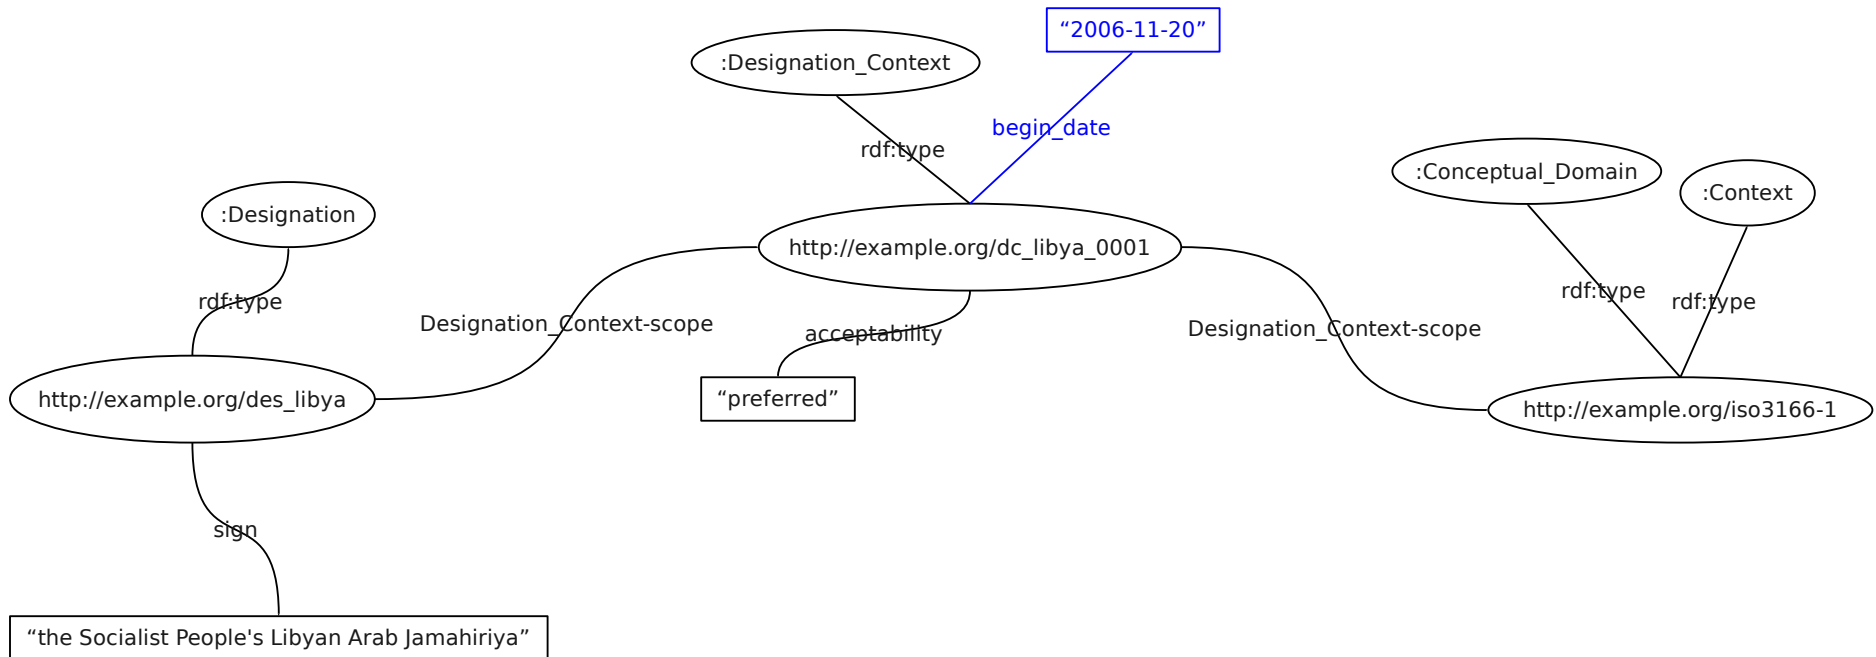 “2006-11-20”
:Designation_Context
begin_date
rdf:type
:Conceptual_Domain
:Context
:Designation
http://example.org/dc_libya_0001
rdf:type
rdf:type
rdf:type
Designation_Context-scope
Designation_Context-scope
acceptability
http://example.org/des_libya
“preferred”
http://example.org/iso3166-1
sign
“the Socialist People's Libyan Arab Jamahiriya”